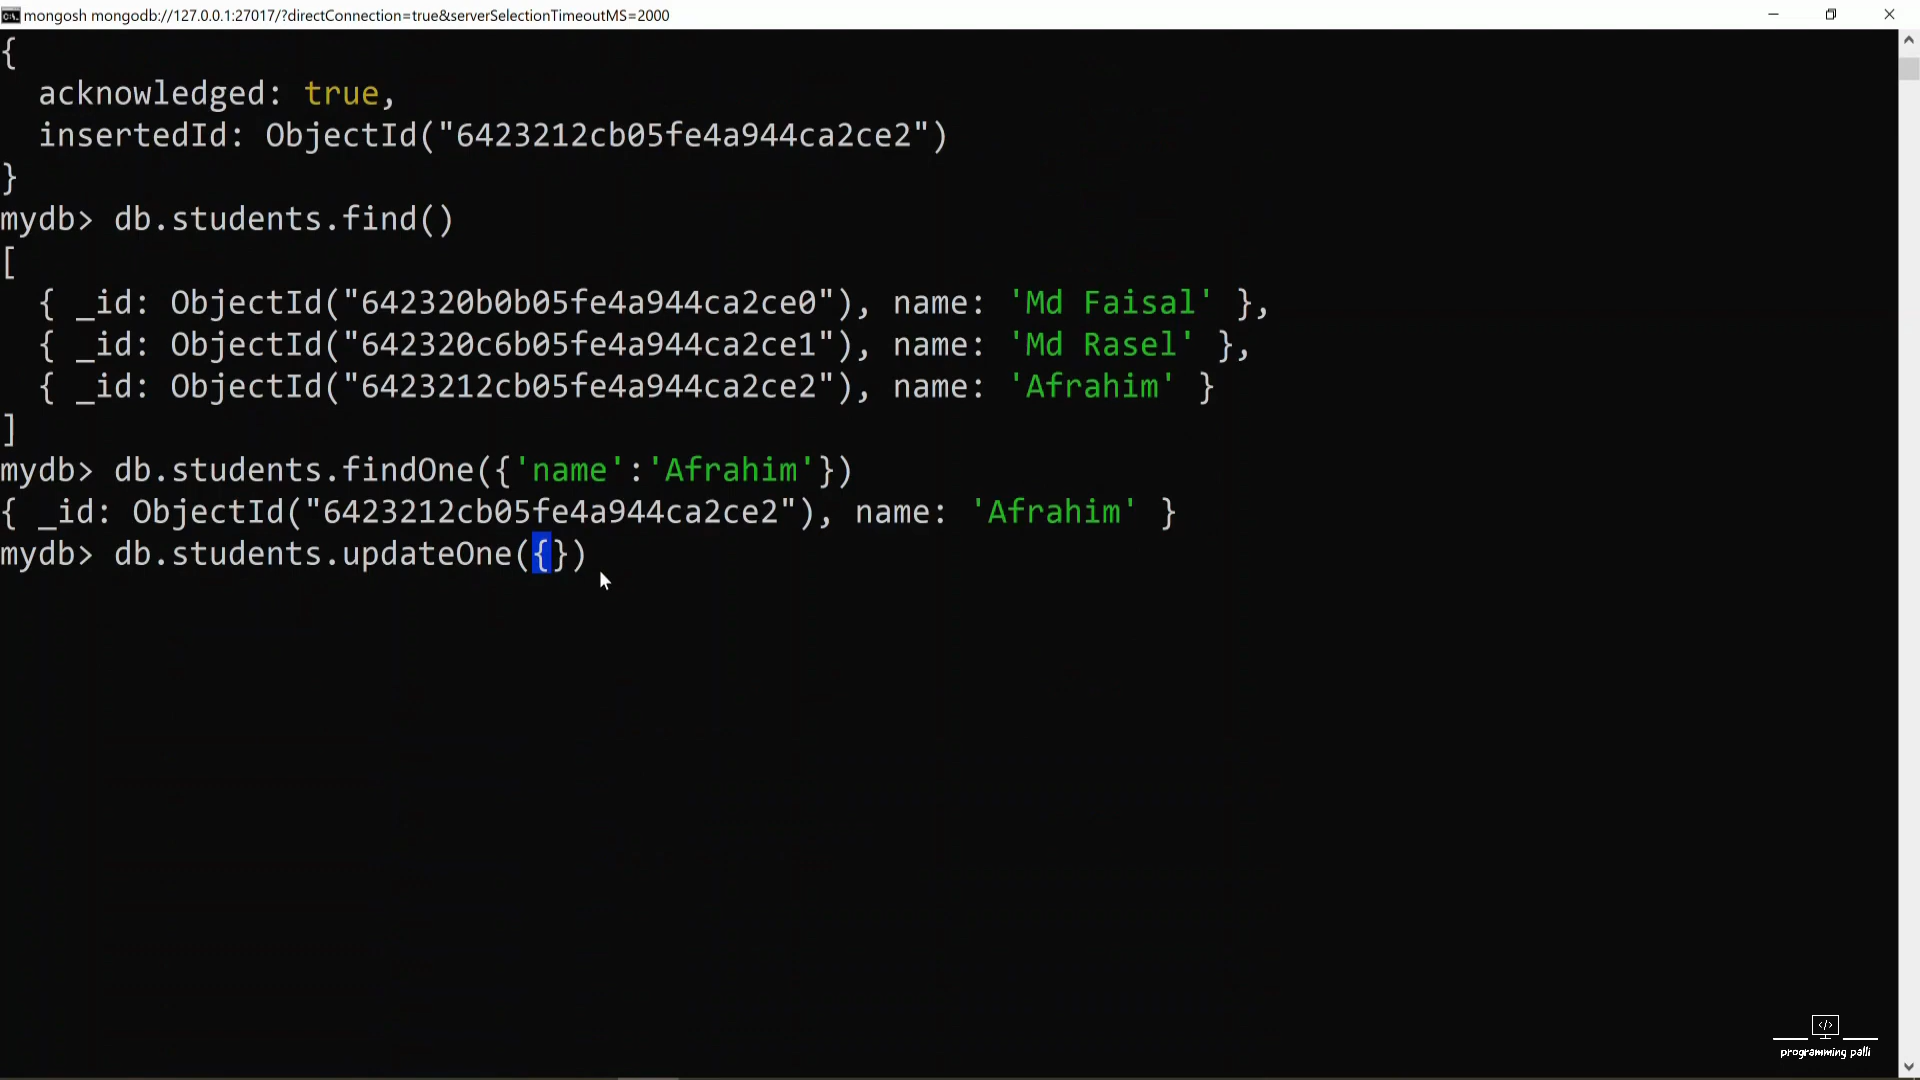 mongosh mongodb://127.0.0.1:27017/?directConnection=true&serverSelectionTimeoutMS=2000
{
  acknowledged: true,
  insertedId: ObjectId("6423212cb05fe4a944ca2ce2")
}
mydb> db.students.find()
[
  { _id: ObjectId("642320b0b05fe4a944ca2ce0"), name: 'Md Faisal' },
  { _id: ObjectId("642320c6b05fe4a944ca2ce1"), name: 'Md Rasel' },
  { _id: ObjectId("6423212cb05fe4a944ca2ce2"), name: 'Afrahim' }
]
mydb> db.students.findOne({'name':'Afrahim'})
{ _id: ObjectId("6423212cb05fe4a944ca2ce2"), name: 'Afrahim' }
mydb> db.students.updateOne({})
</>
programming palli